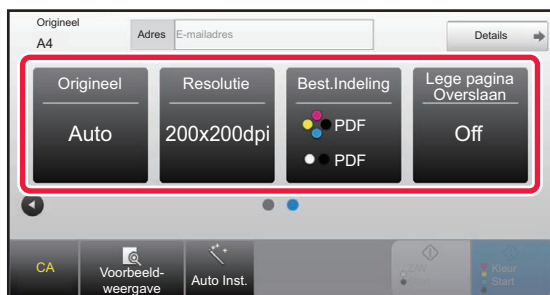 Origineel
A4
Adres
E-mailadres
Details
Origineel
Auto
Resolutie
200x200dpi
Best.Indeling
PDF
PDF
Lege pagina
Overslaan
Off
CA
Voorbeeld-
weergave
Auto Inst.
Z/W
Start
Kleur
Start